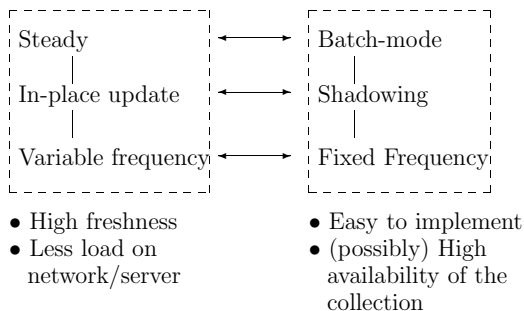 Steady
In-place update
Variable frequency
• High freshness
• Less load on
network/server
Batch-mode
Shadowing
Fixed Frequency
• Easy to implement
• (possibly) High
availability of the
collection